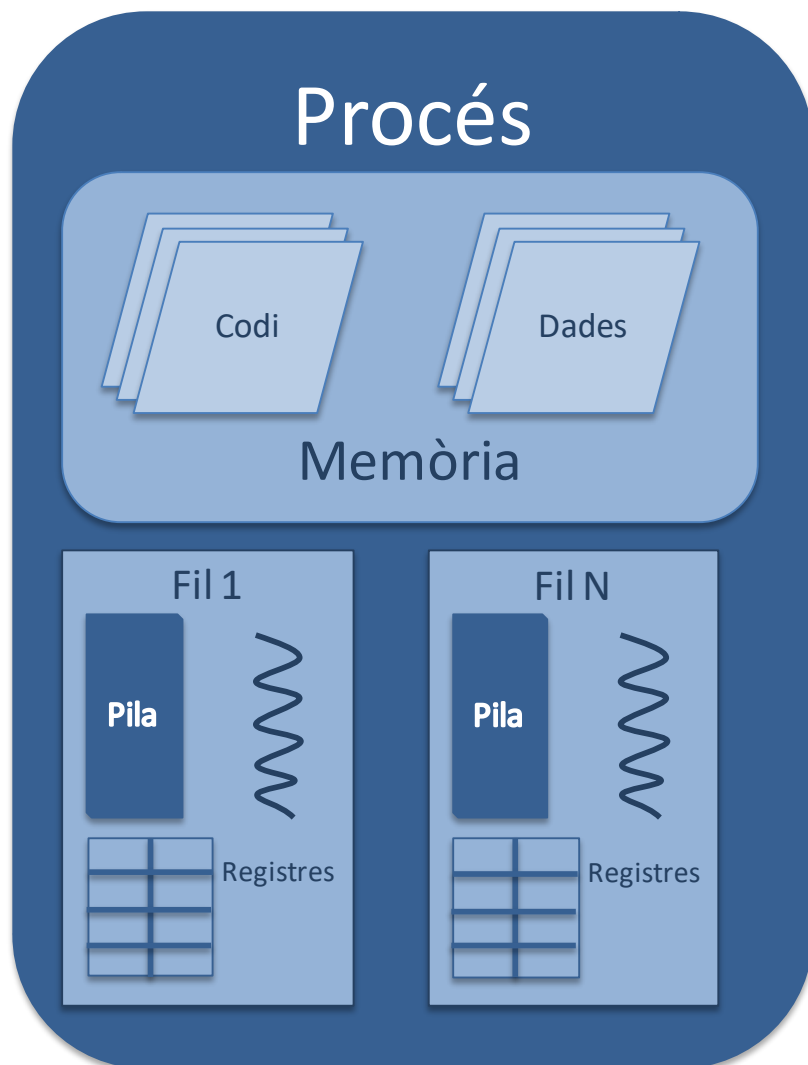 Procés
Codi
Dades
Memòria
Fil 1
Fil N
Pila
Pila
Registres
Registres